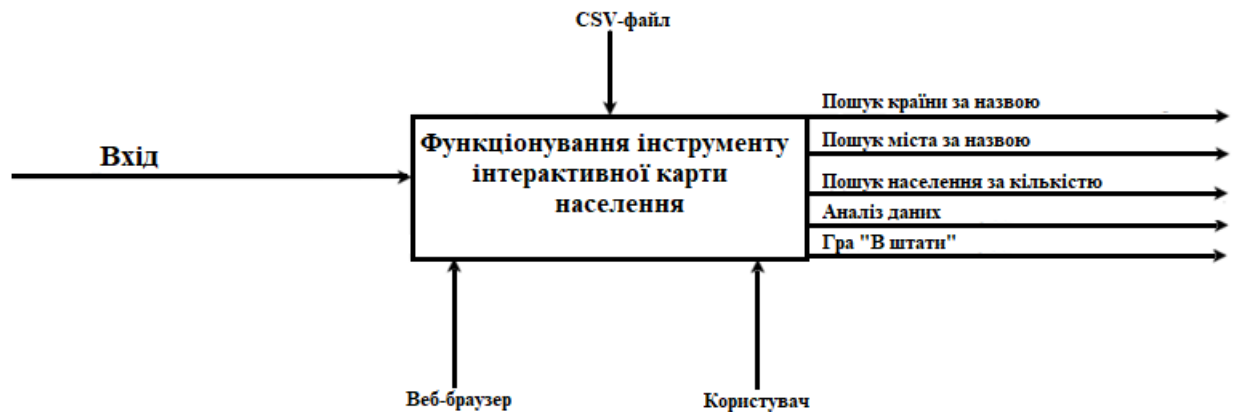 CSV-файл
Вхід
Функціонування інструменту
інтерактивної карти
населення
Пошук країни за назвою
Пошук міста за назвою
Пошук населення за кількістю
Аналіз даних
Гра "В штати"
Веб-браузер
Користувач